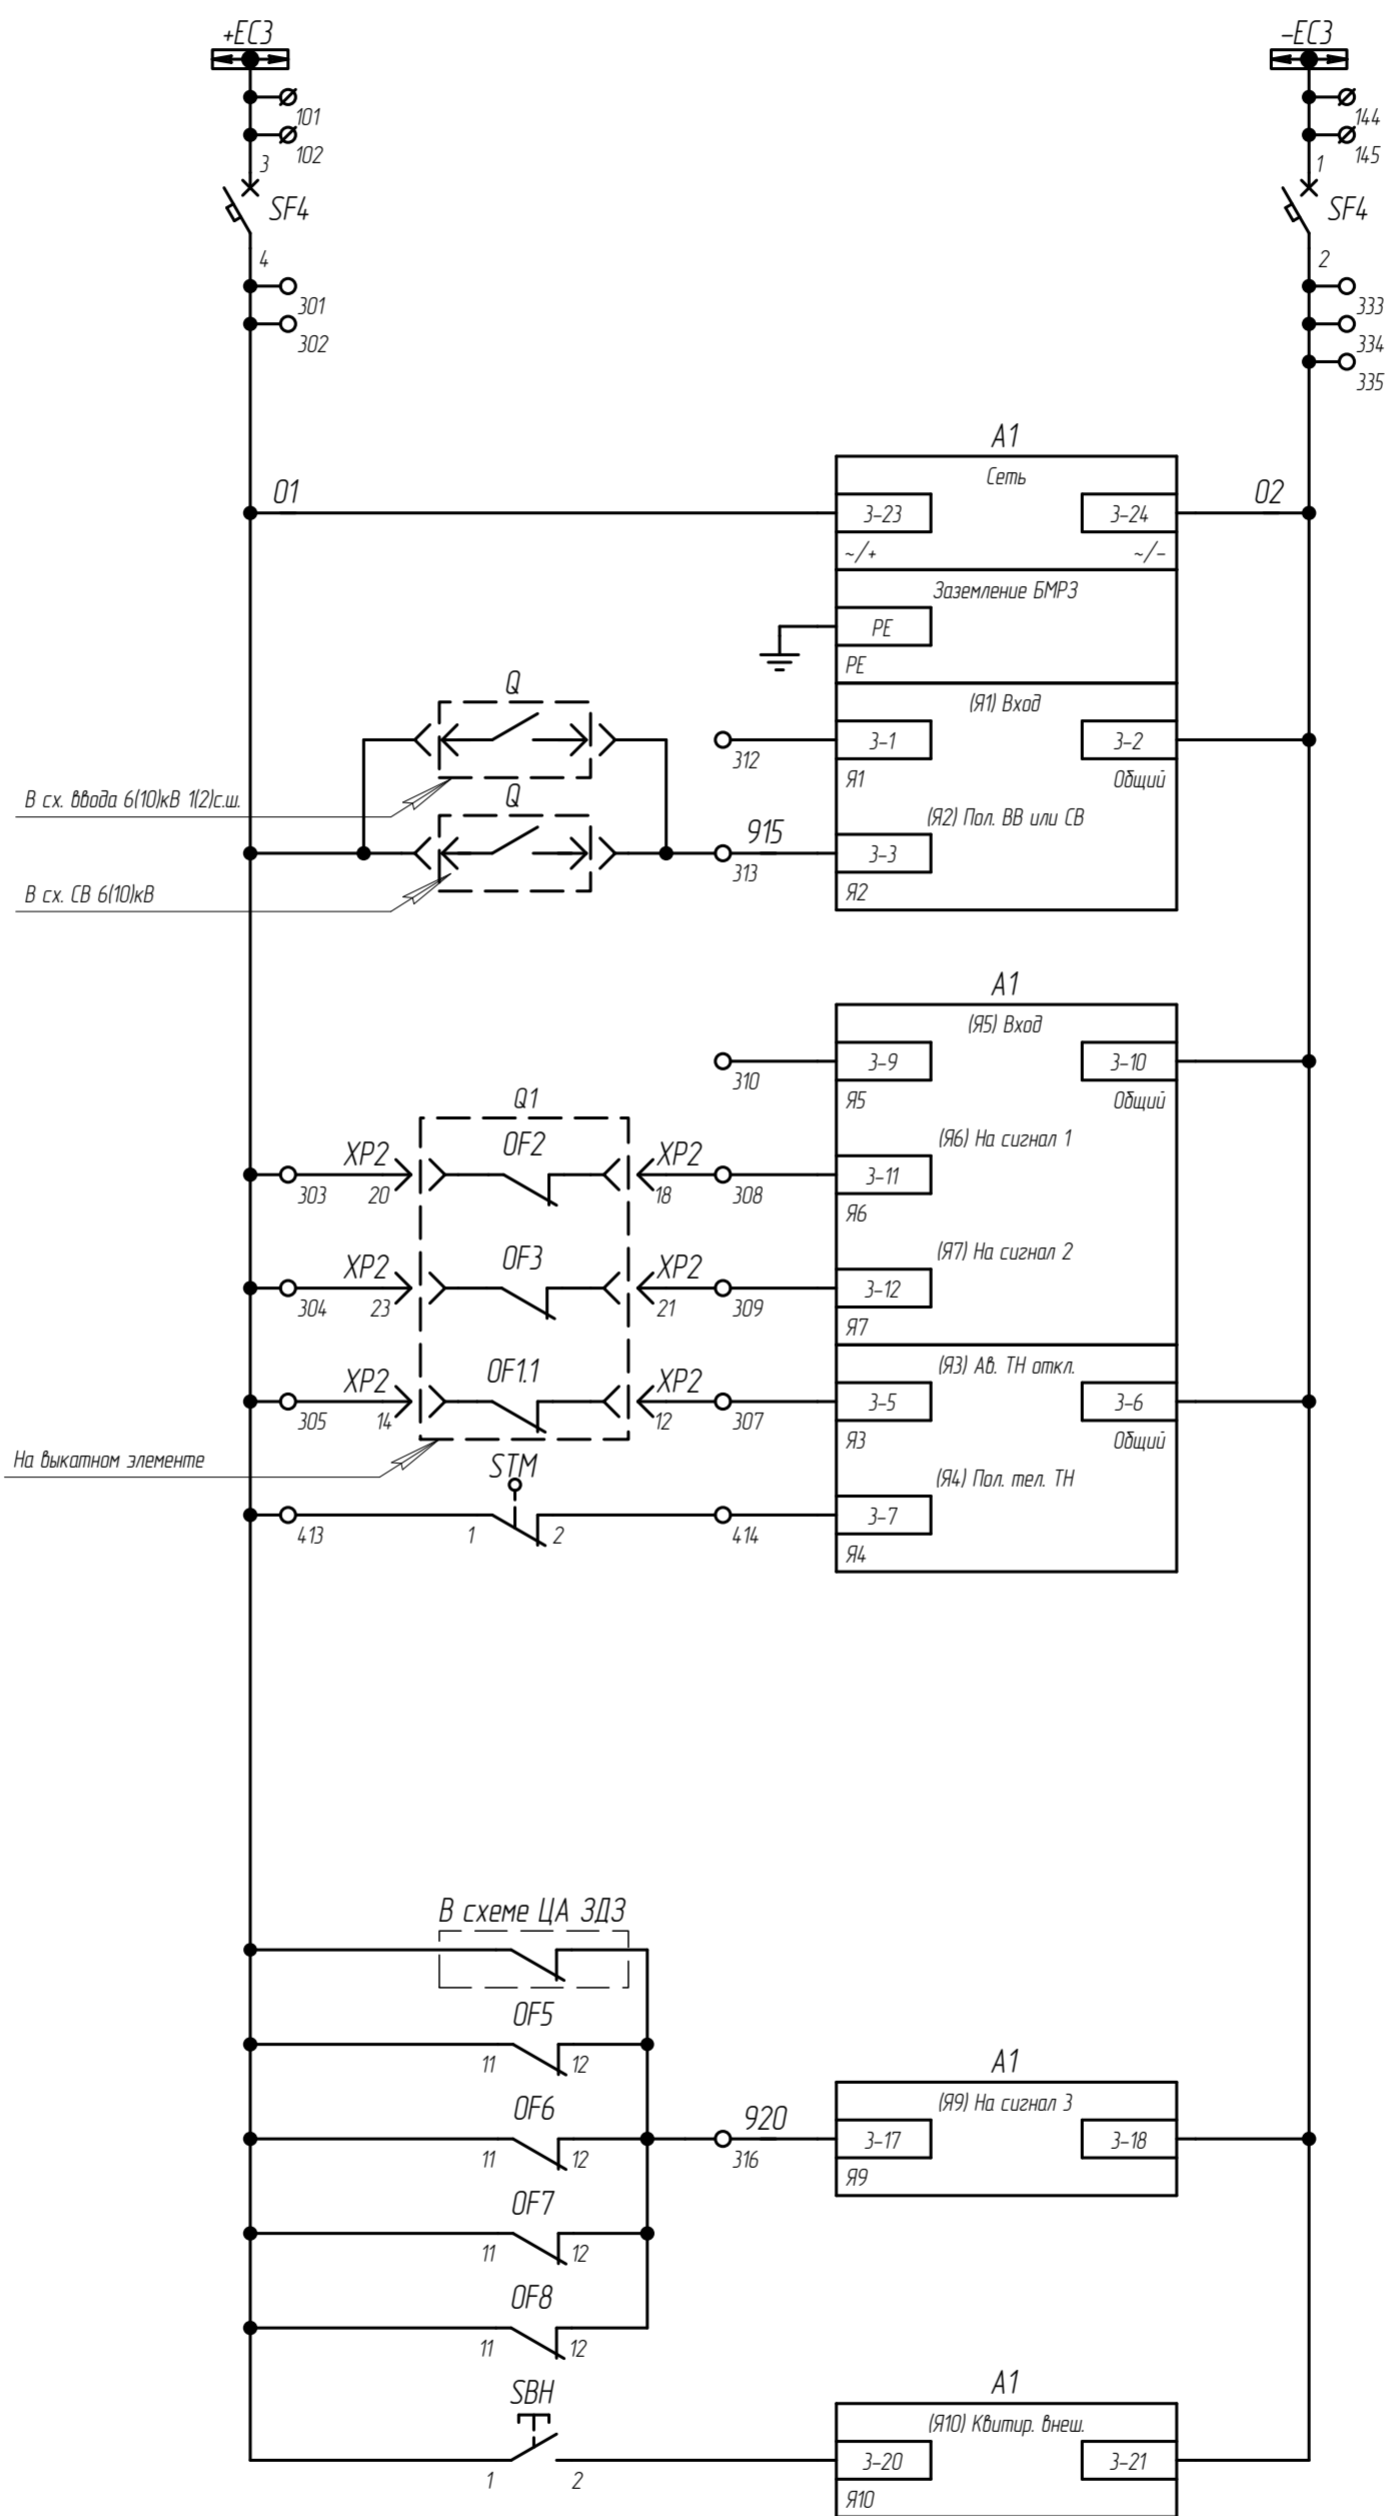 +ЕС3
-ЕС3
101
144
102
145
3
1
SF4
SF4
4
2
301
333
302
334
335
А1
Сеть
01
3-23
3-24
02
~/+
~/-
Заземление БМРЗ
PE
PE
Q
(Я1) Вход
3-1
3-2
312
Я1
Общий
В сх. ввода 6(10)кВ 1(2)с.ш.
Q
(Я2) Пол. ВВ или СВ
915
3-3
313
Я2
В сх. СВ 6(10)кВ
А1
(Я5) Вход
3-9
3-10
310
Я5
Общий
Q1
OF2
(Я6) На сигнал 1
XP2
XP2
3-11
303
20
18
308
Я6
OF3
(Я7) На сигнал 2
XP2
XP2
3-12
304
23
21
309
Я7
OF1.1
(Я3) Ав. ТН откл.
XP2
XP2
3-5
3-6
305
14
12
307
Я3
Общий
На выкатном элементе
STM
(Я4) Пол. тел. ТН
3-7
413
1
2
414
Я4
В схеме ЦА ЗДЗ
OF5
11
12
А1
OF6
(Я9) На сигнал 3
920
3-17
3-18
11
12
316
Я9
OF7
11
12
OF8
11
12
А1
SBH
(Я10) Квитир. внеш.
3-20
3-21
1
2
Я10